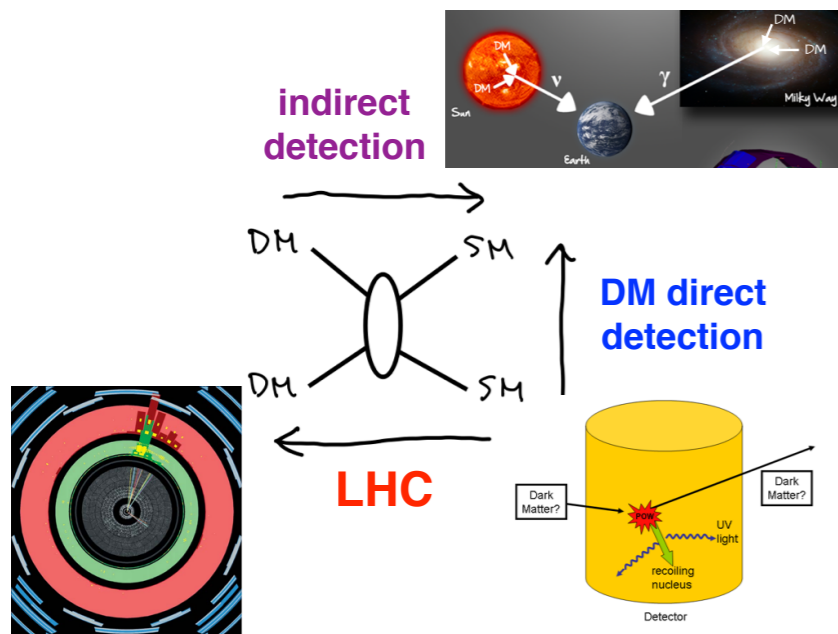 indirect
detection
DM
DM
Sun
ν
γ
Earth
DM
DM
Milky Way
DM
SM
DM
SM
DM direct
detection
LHC
Dark
Matter?
POW
Dark
Matter?
UV
light
recoiling
nucleus
Detector